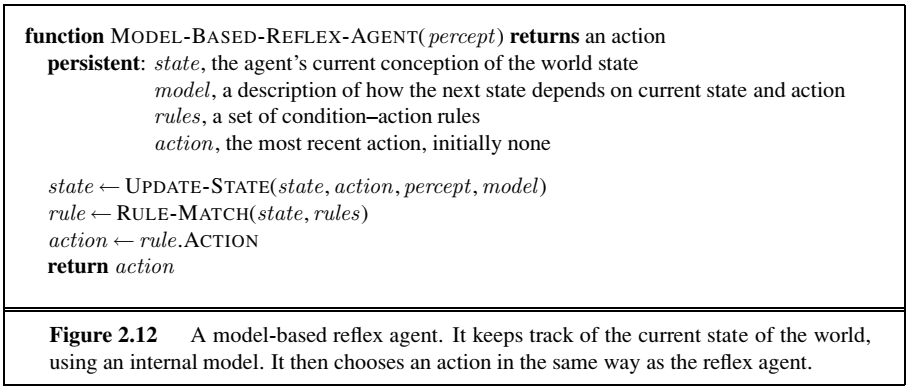 function MODEL-BASED-REFLEX-AGENT(percept) returns an action
persistent: state, the agent's current conception of the world state
model, a description of how the next state depends on current state and action
rules, a set of condition–action rules
action, the most recent action, initially none
state ← UPDATE-STATE(state, action, percept, model)
rule ← RULE-MATCH(state, rules)
action ← rule.ACTION
return action
Figure 2.12 A model-based reflex agent. It keeps track of the current state of the world,
using an internal model. It then chooses an action in the same way as the reflex agent.